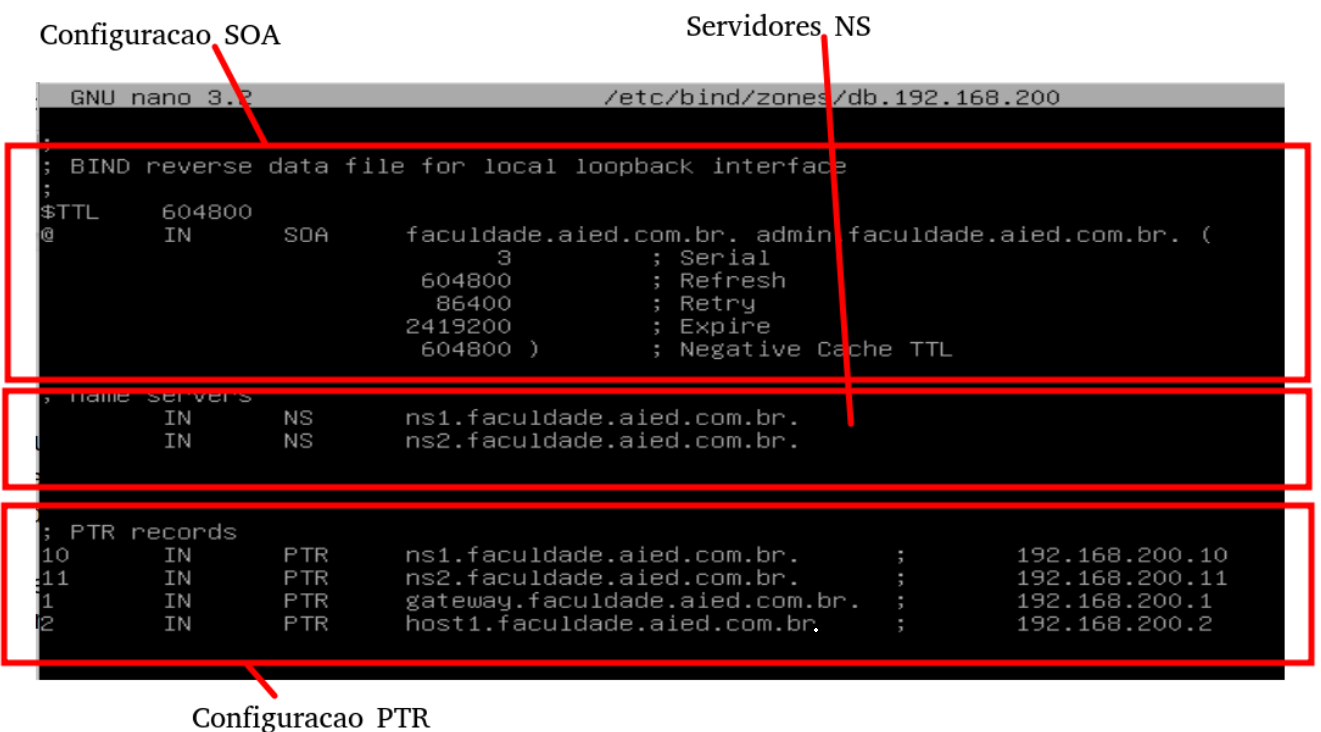 Configuracao SOA
Servidores NS
GNU nano 3.2 /etc/bind/zones/db.192.168.200
;
; BIND reverse data file for local loopback interface
;
$TTL 604800
@ IN SOA faculdade.aied.com.br. admin.faculdade.aied.com.br. (
3 ; Serial
604800 ; Refresh
86400 ; Retry
2419200 ; Expire
604800 ) ; Negative Cache TTL
; name servers
IN NS ns1.faculdade.aied.com.br.
IN NS ns2.faculdade.aied.com.br.
; PTR records
10 IN PTR ns1.faculdade.aied.com.br. ; 192.168.200.10
11 IN PTR ns2.faculdade.aied.com.br. ; 192.168.200.11
1 IN PTR gateway.faculdade.aied.com.br. ; 192.168.200.1
2 IN PTR host1.faculdade.aied.com.br. ; 192.168.200.2
Configuracao PTR